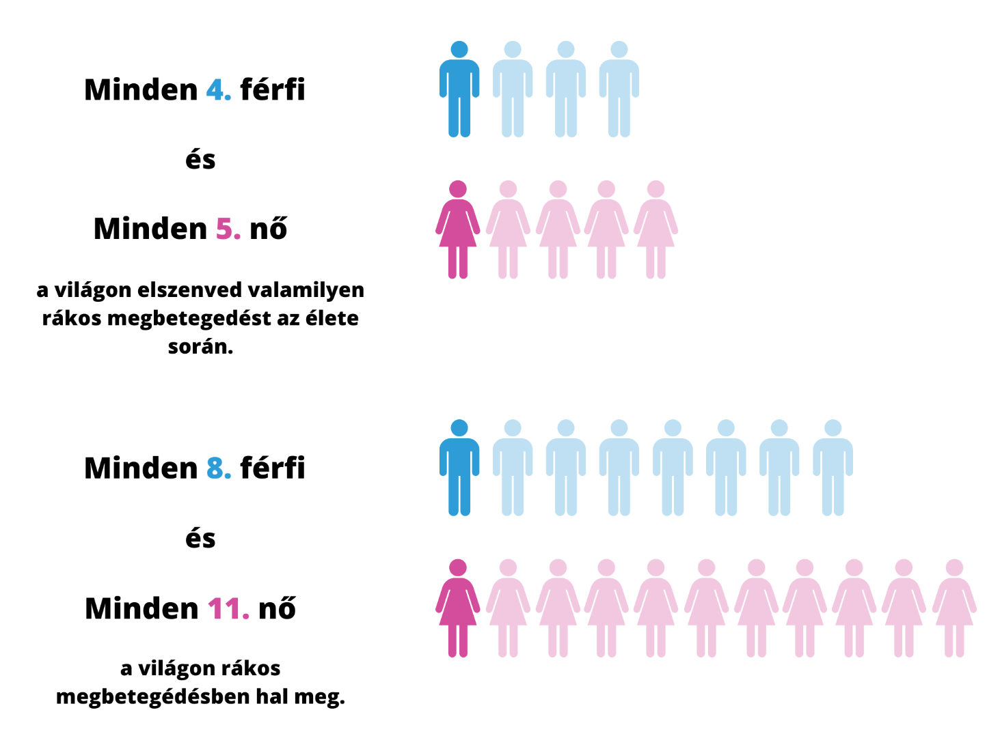 Minden 4. férfi
és
Minden 5. nő
a világon elszenved valamilyen
rákos megbetegedést az élete
során.
Minden 8. férfi
és
Minden 11. nő
a világon rákos
megbetegédésben hal meg.